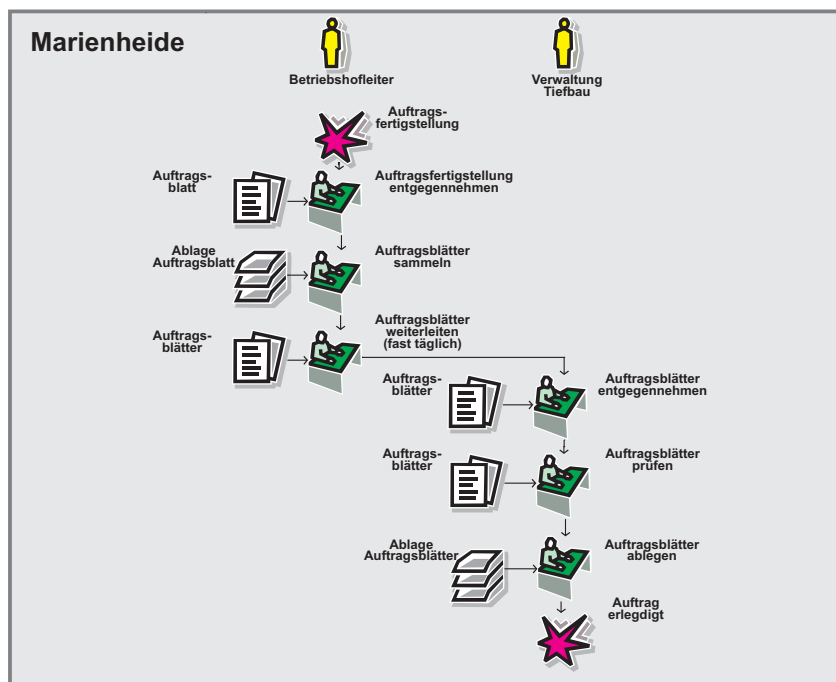 Marienheide
Betriebshofleiter
Verwaltung
Tiefbau
Auftrags-
fertigstellung
Auftrags-
blatt
Auftragsfertigstellung
entgegennehmen
Ablage
Auftragsblatt
Auftragsblätter
sammeln
Auftrags-
blätter
Auftragsblätter
weiterleiten
(fast täglich)
Auftrags-
blätter
Auftragsblätter
entgegennehmen
Auftrags-
blätter
Auftragsblätter
prüfen
Ablage
Auftragsblätter
Auftragsblätter
ablegen
Auftrag
erlegdigt